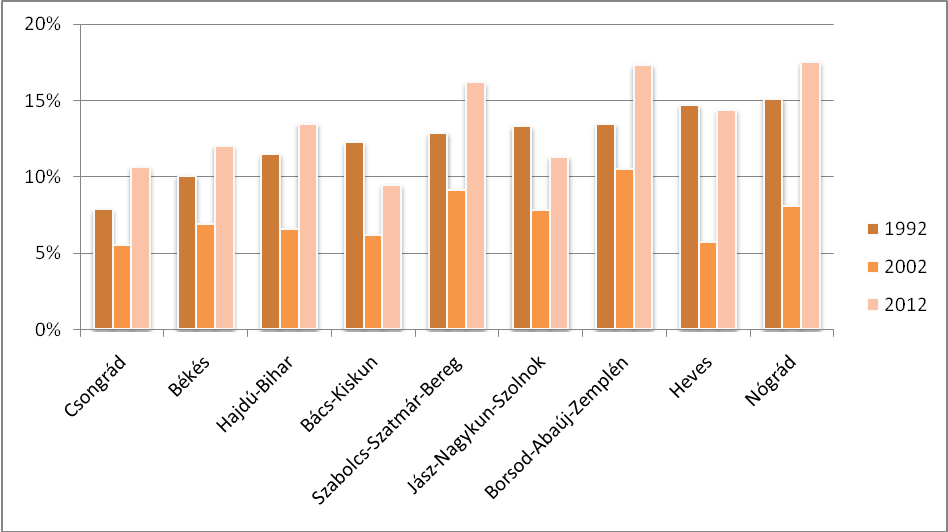 20%
15%
10%
5%
0%
Csongrád
Békés
Hajdú-Bihar
Bács-Kiskun
Szabolcs-Szatmár-Bereg
Jász-Nagykun-Szolnok
Borsod-Abaúj-Zemplén
Heves
Nógrád
1992
2002
2012